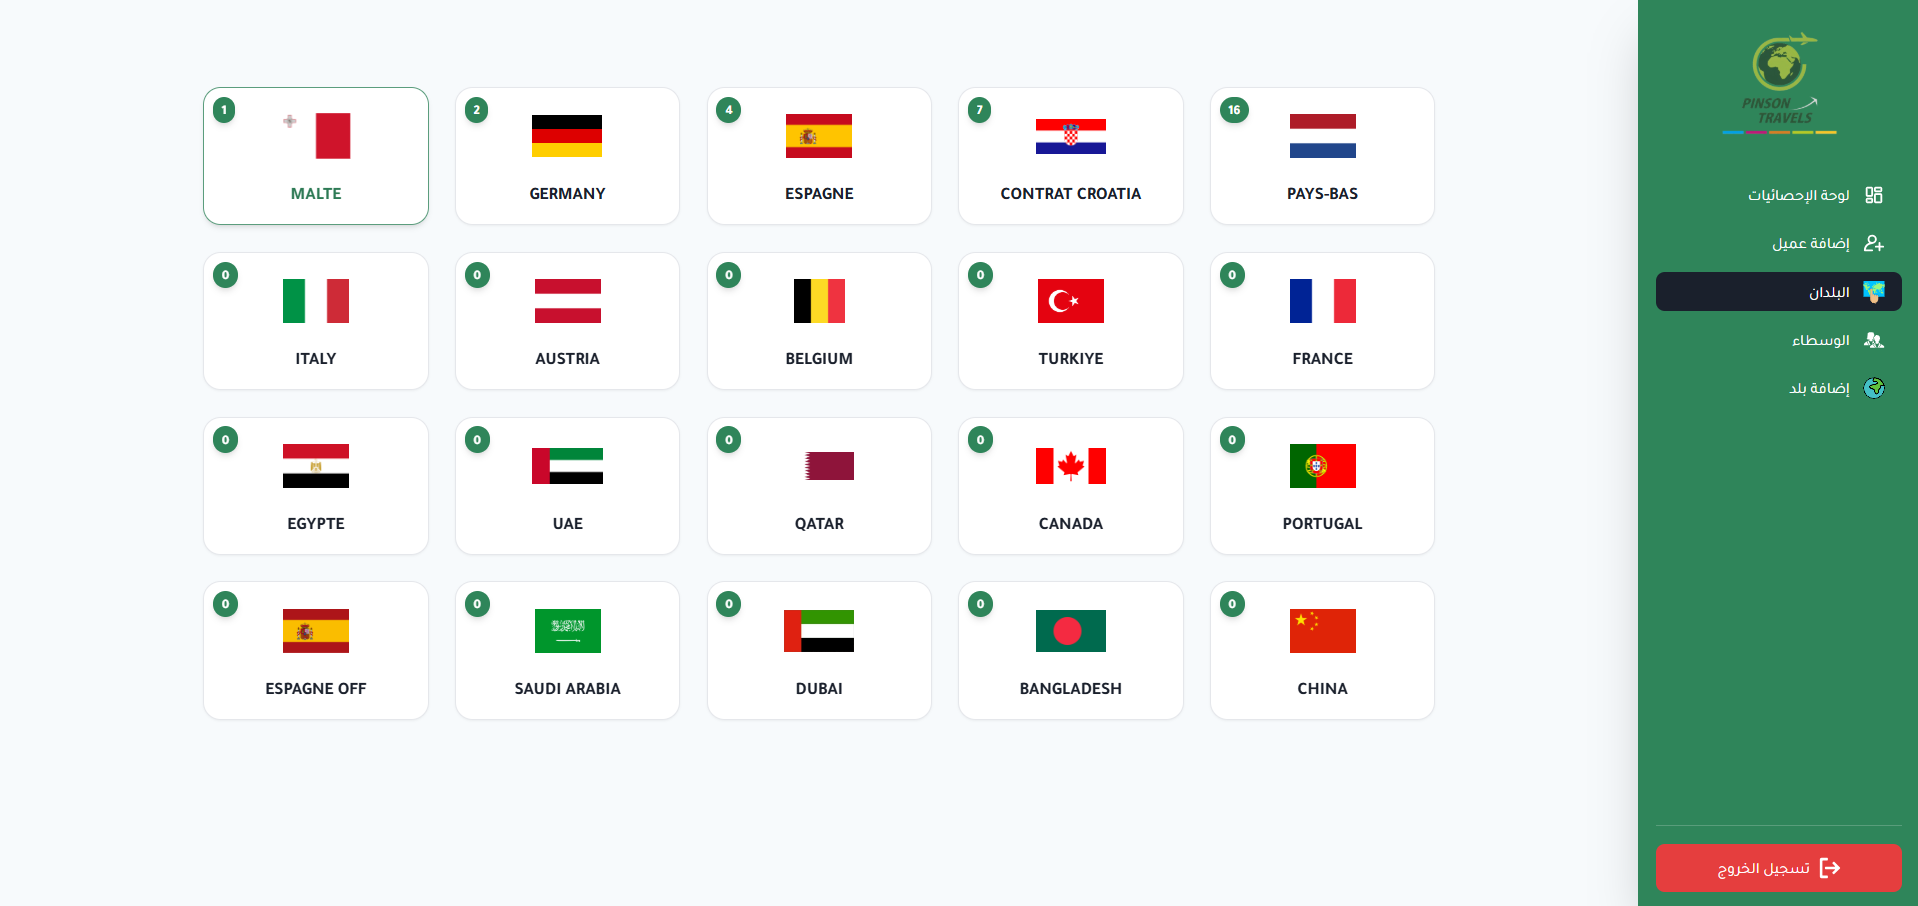 PINSON
TRAVELS
لوحة الإحصائيات
إضافة عميل
البلدان
الوسطاء
إضافة بلد
تسجيل الخروج
16
PAYS-BAS
7
CONTRAT CROATIA
4
ESPAGNE
2
GERMANY
1
MALTE
0
FRANCE
0
TURKIYE
0
BELGIUM
0
AUSTRIA
0
ITALY
0
PORTUGAL
0
CANADA
0
QATAR
0
UAE
0
EGYPTE
0
CHINA
0
BANGLADESH
0
DUBAI
0
SAUDI ARABIA
0
ESPAGNE OFF